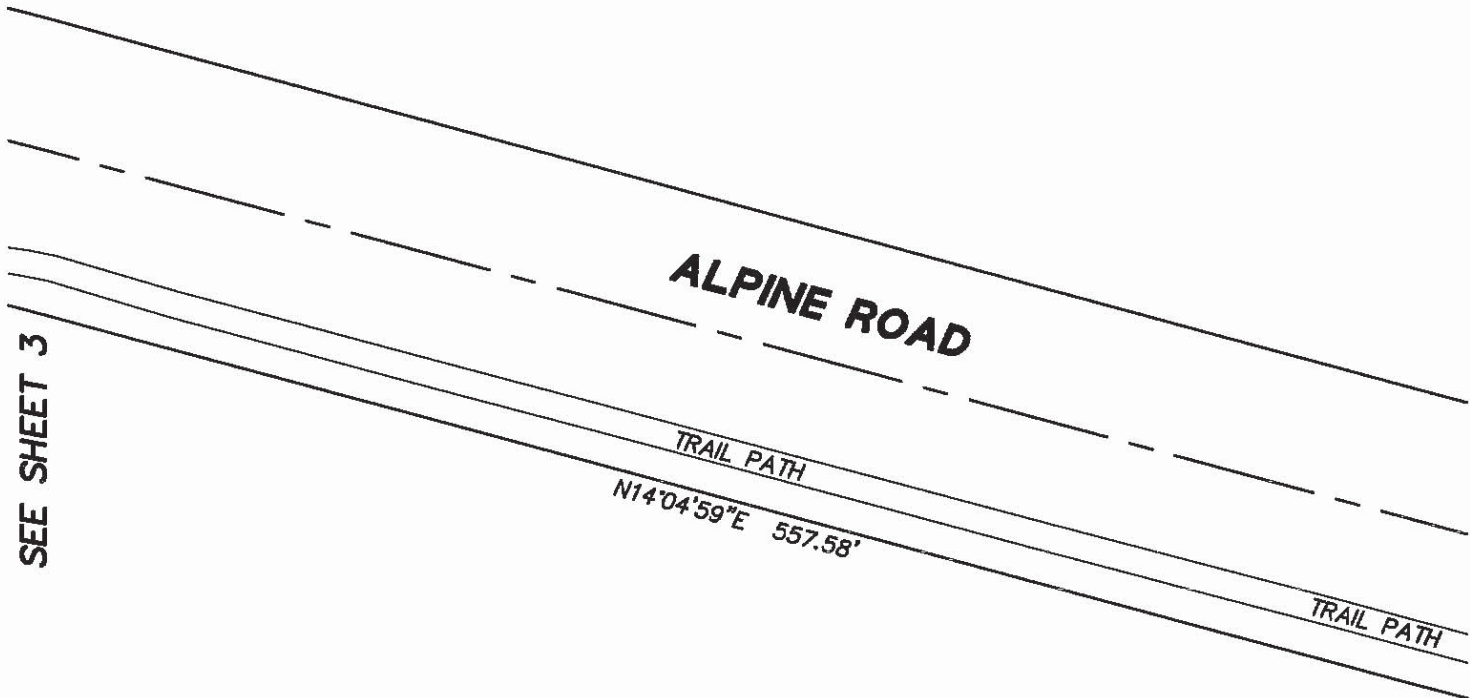 ALPINE ROAD
SEE SHEET 3
TRAIL PATH
N14°04'59"E 557.58'
TRAIL PATH